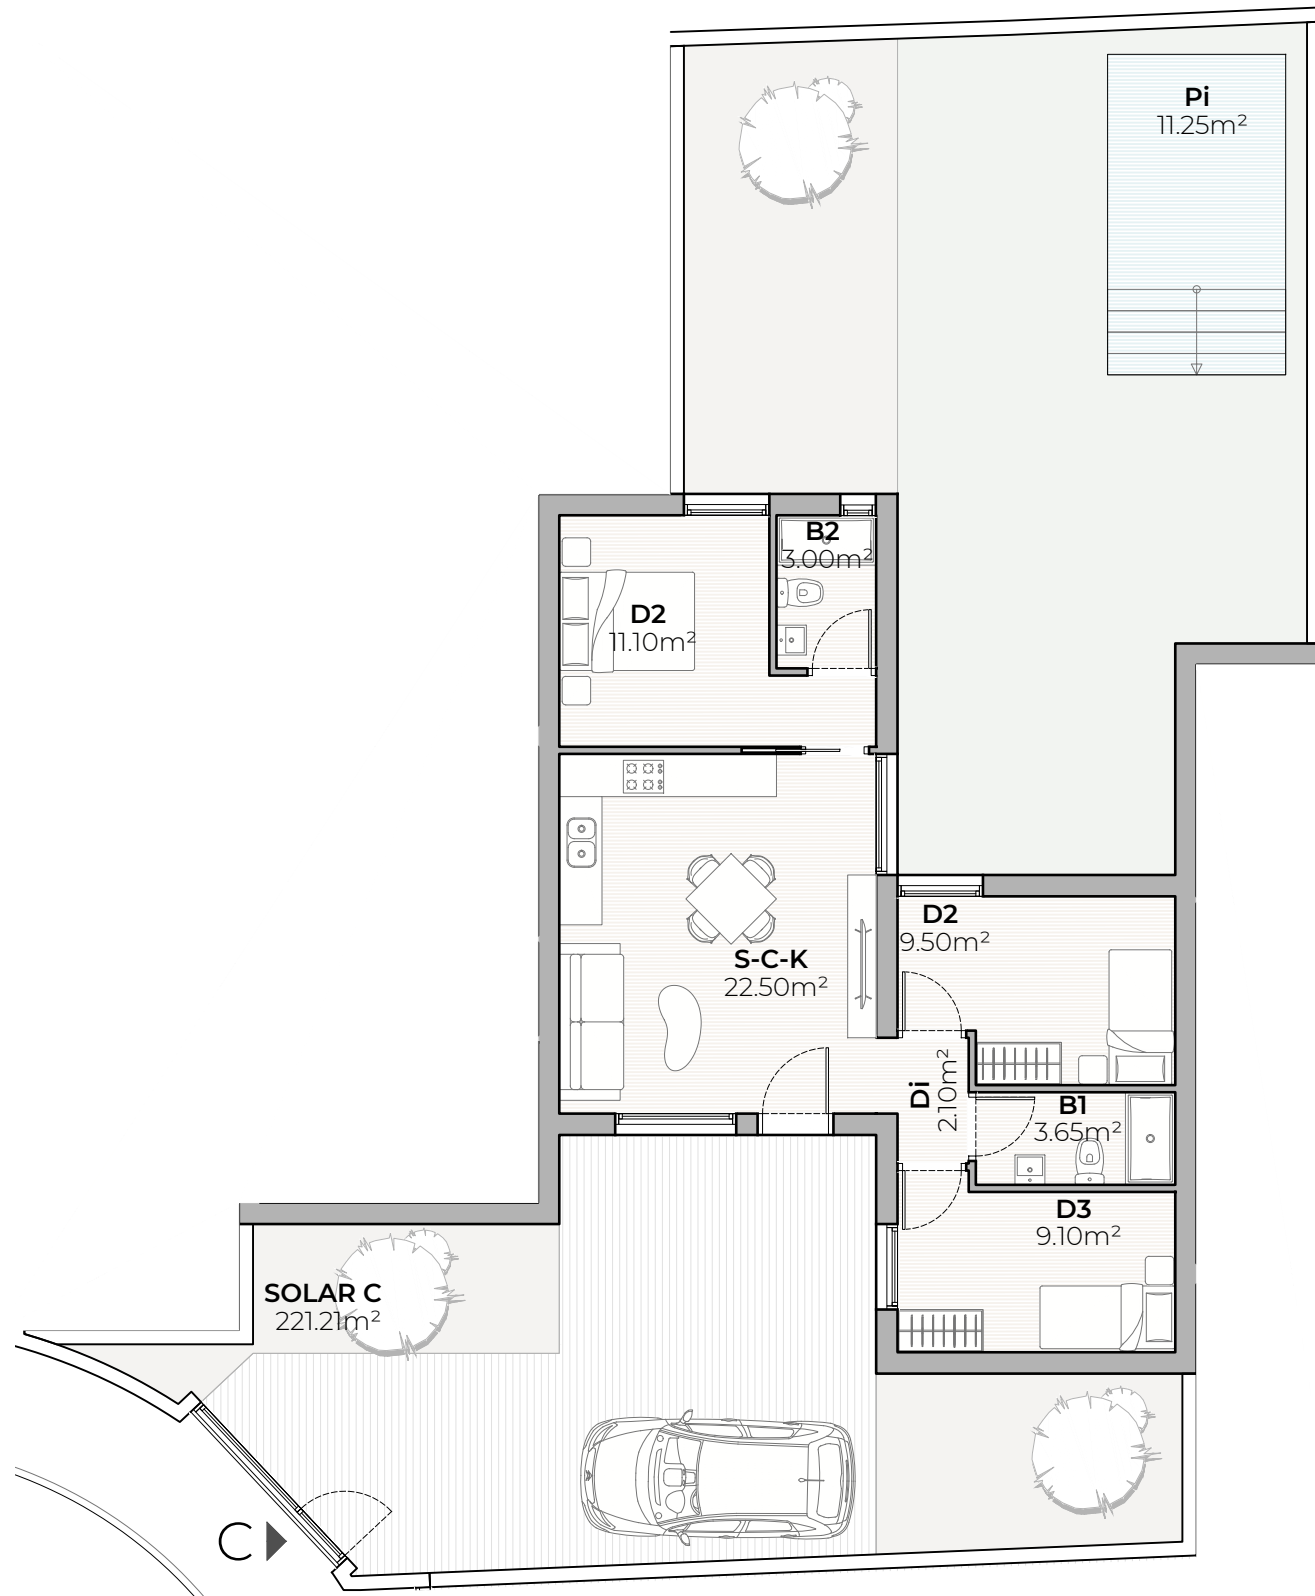 Pi
11.25m²
B2
3.00m²
D2
11.10m²
D2
9.50m²
S-C-K
22.50m²
Di
2.10m²
B1
3.65m²
D3
9.10m²
SOLAR C
221.21m²
C